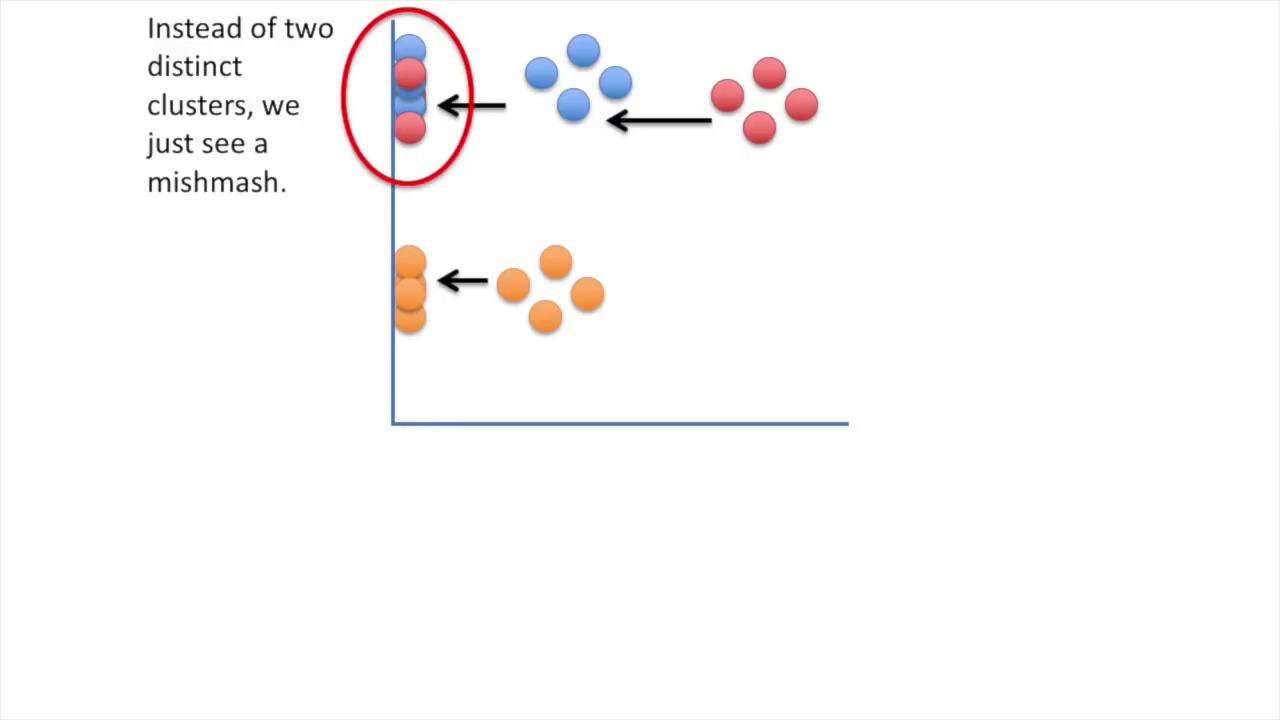 Instead of two
distinct
clusters, we
just see a
mishmash.